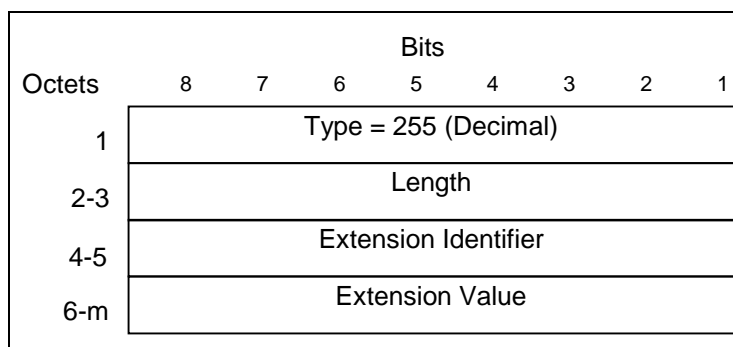 Bits
Octets 8 7 6 5 4 3 2 1
1 Type = 255 (Decimal)
2-3 Length
4-5 Extension Identifier
6-m Extension Value